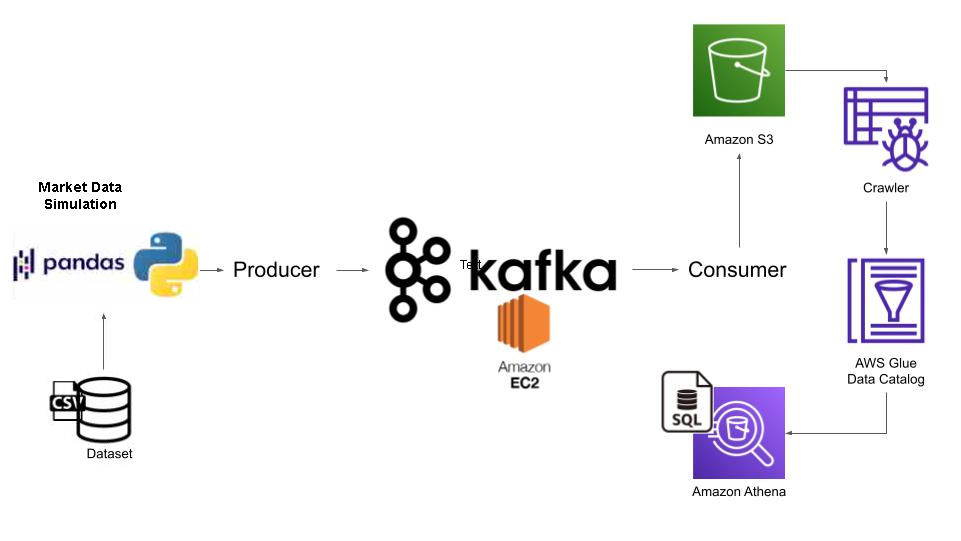 Amazon S3
Crawler
Market Data
Simulation
pandas
Producer
Text
kafka
Consumer
Amazon
EC2
AWS Glue
Data Catalog
CSV
SQL
Dataset
Amazon Athena